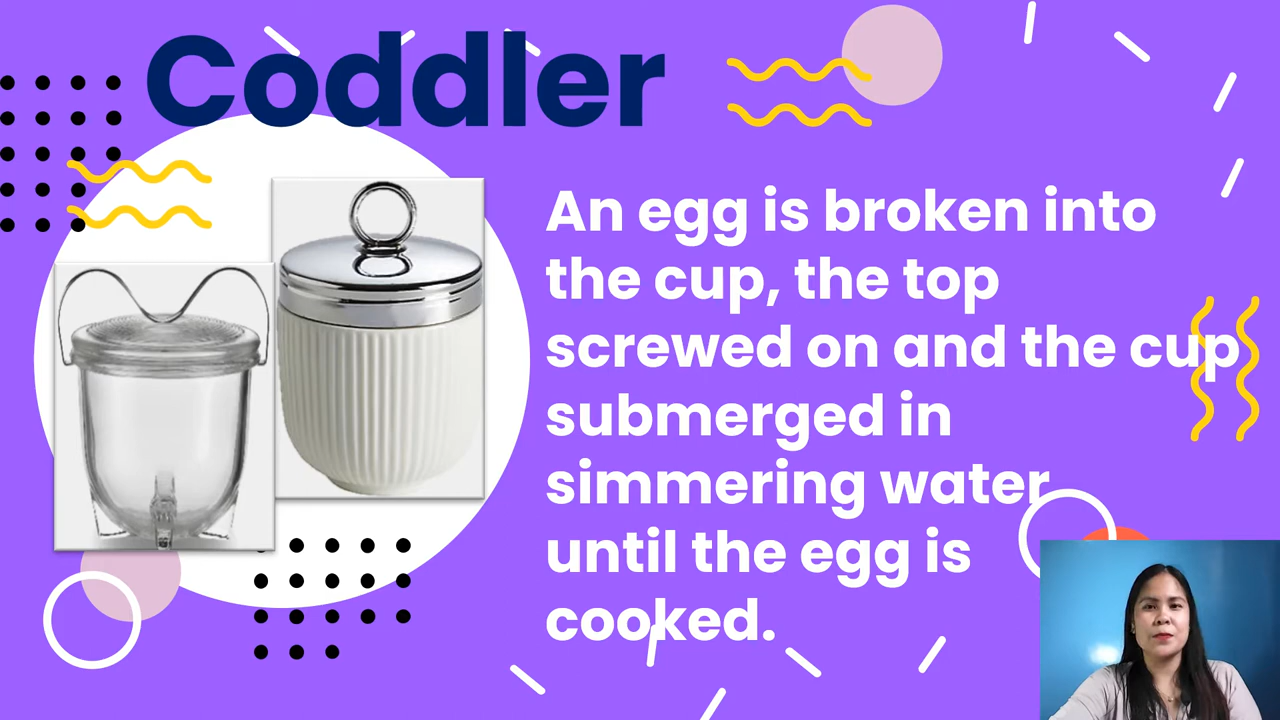 Coddler
An egg is broken into
the cup, the top
screwed on and the cup
submerged in
simmering water
until the egg is
cooked.